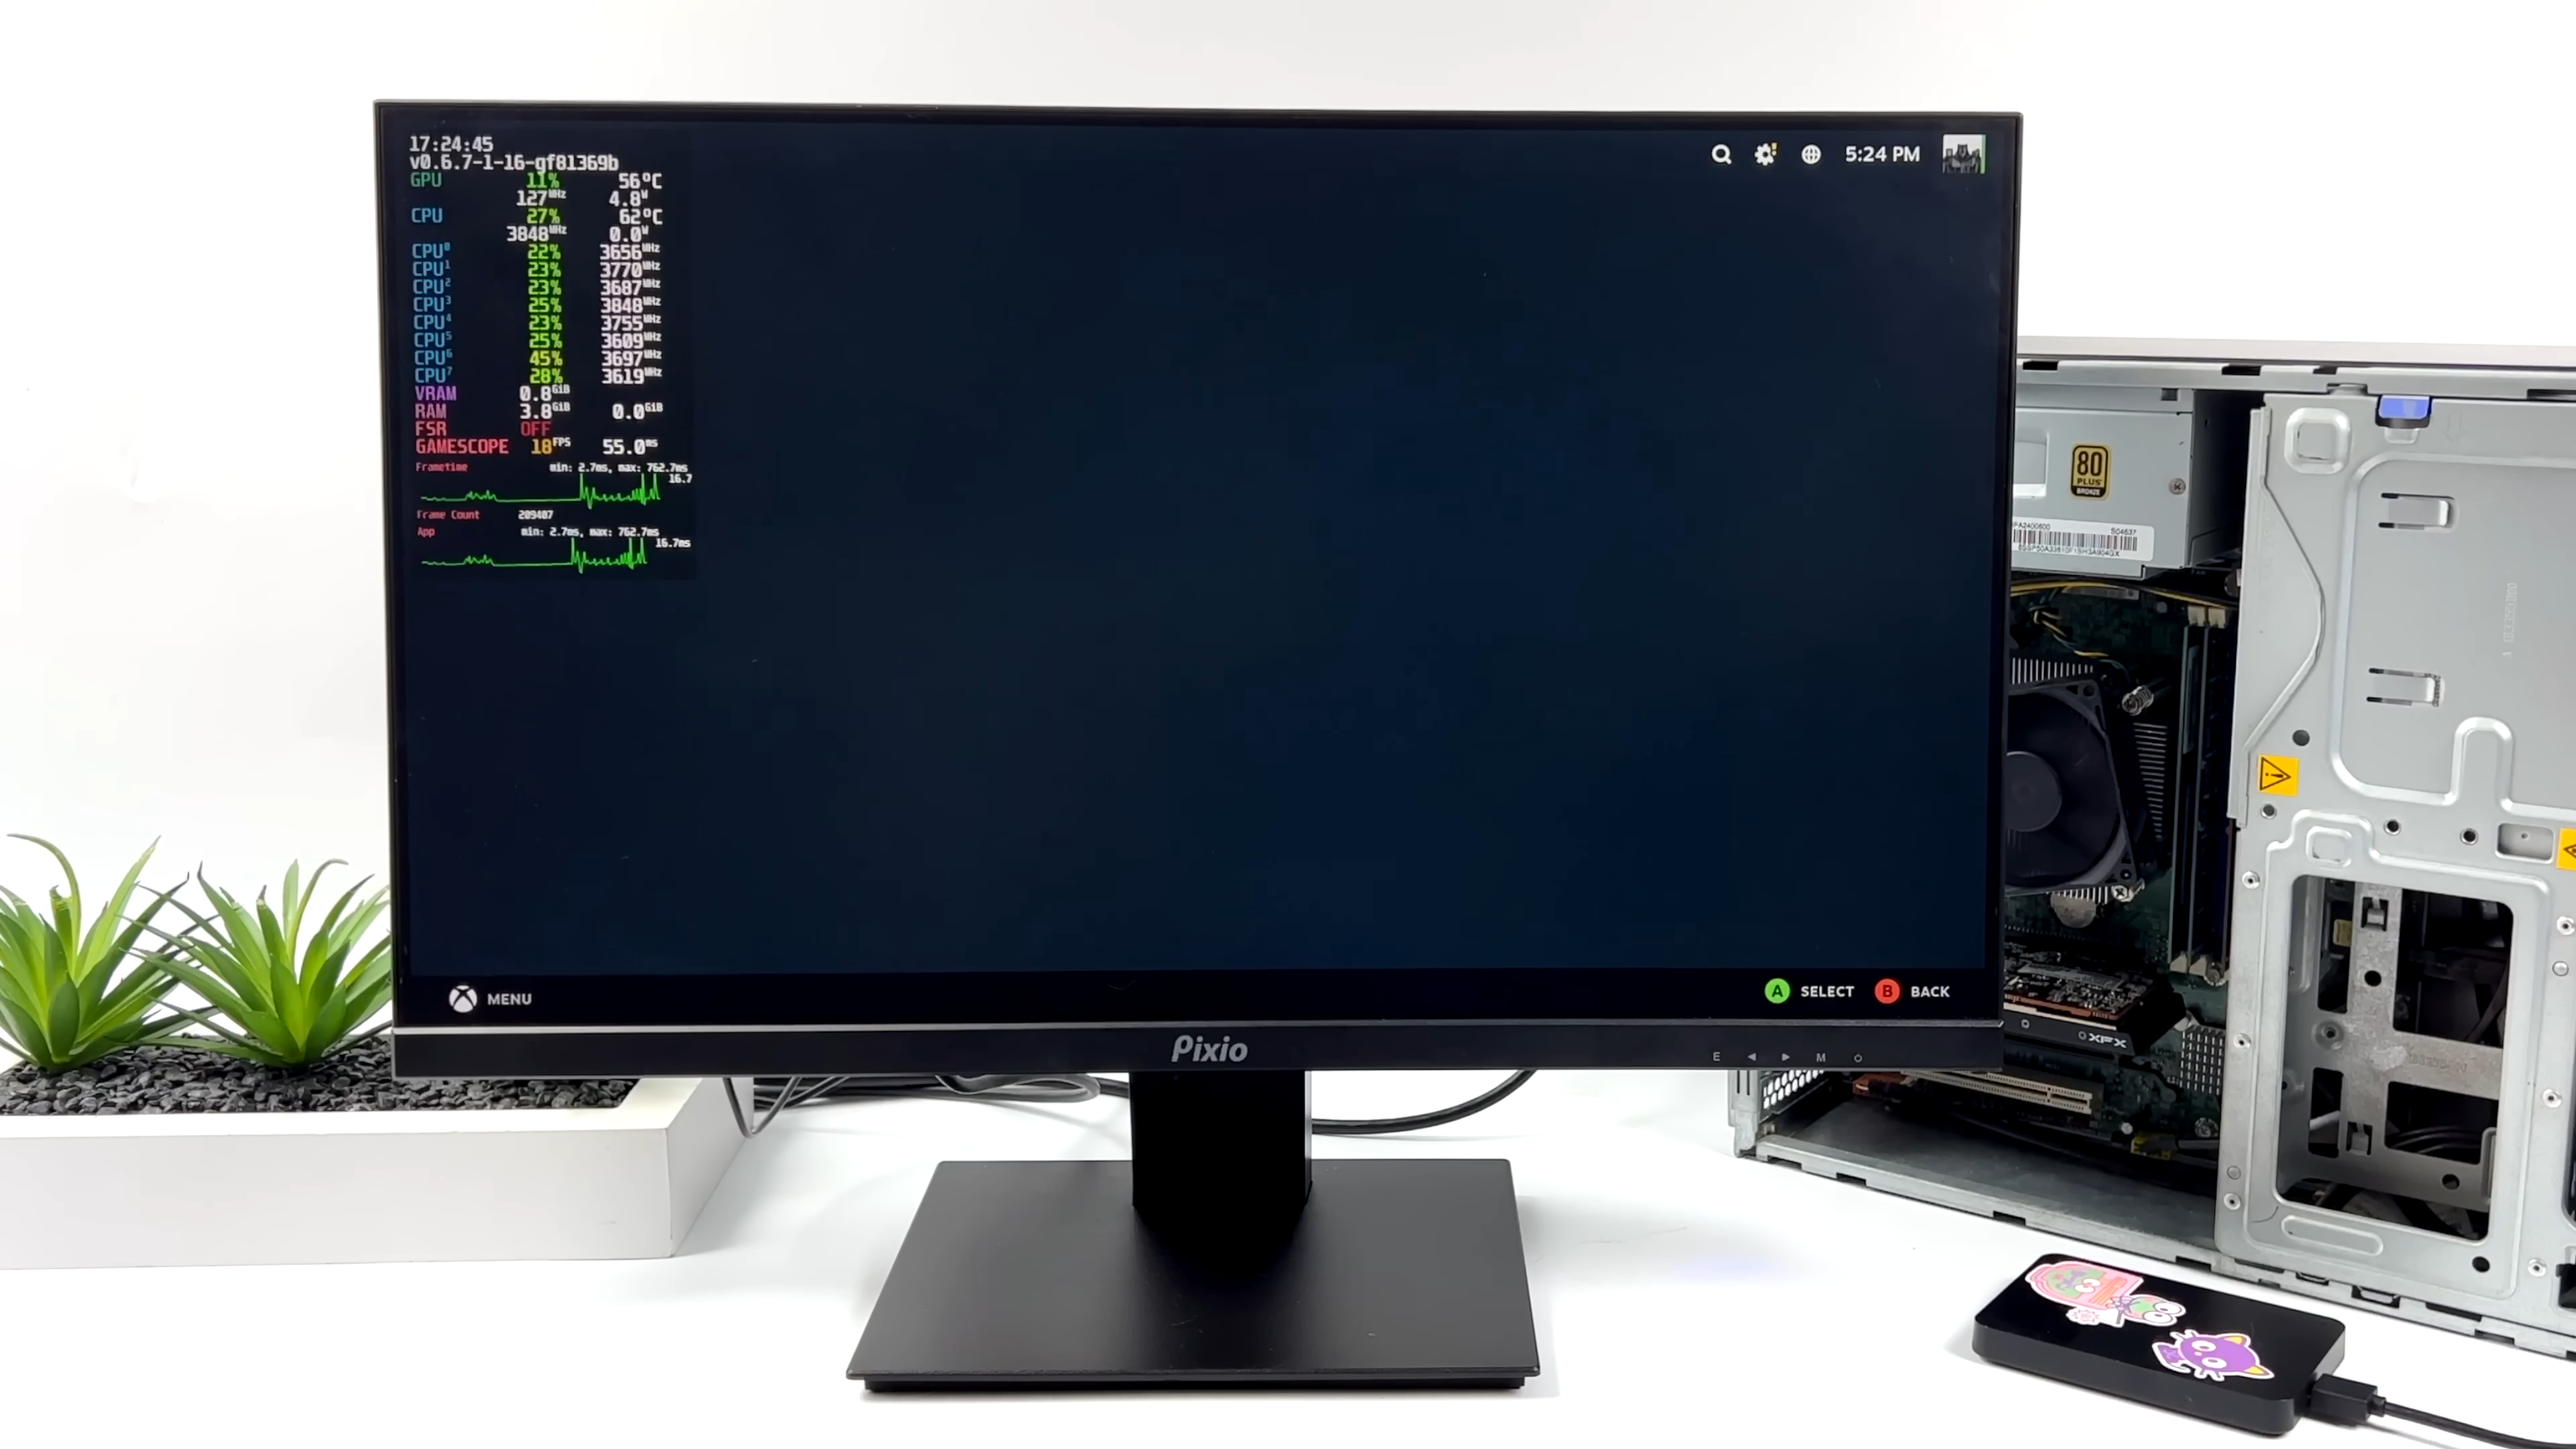 17:24:45
v0.6.7-1-16-gf81369b
GPU 11% 56°C
127MHz 4.8W
CPU 27% 62°C
3848MHz 0.0W
CPU0 22% 3656MHz
CPU1 23% 3770MHz
CPU2 23% 3687MHz
CPU3 25% 3848MHz
CPU4 23% 3755MHz
CPU5 25% 3609MHz
CPU6 45% 3697MHz
CPU7 28% 3619MHz
VRAM 0.8GiB
RAM 3.8GiB 0.0GiB
FSR OFF
GAMESCOPE 18FPS 55.0ms
Frametime min: 2.7ms, max: 762.7ms
16.7
Frame Count 209407
App min: 2.7ms, max: 762.7ms
16.7ms
5:24 PM
MENU
A SELECT B BACK
Pixio
E M
80
PLUS
BRONZE
XFX